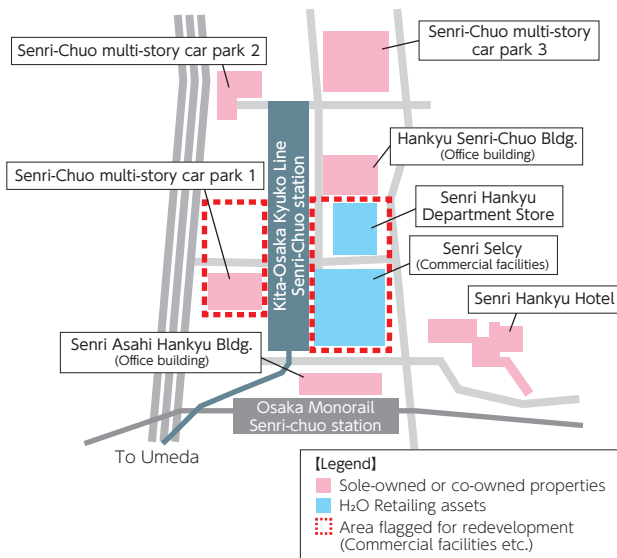 Senri-Chuo multi-story car park 2
Senri-Chuo multi-story
car park 3
Hankyu Senri-Chuo Bldg.
(Office building)
Senri-Chuo multi-story car park 1
Kita-Osaka Kyuko Line
Senri-Chuo station
Senri Hankyu
Department Store
Senri Selcy
(Commercial facilities)
Senri Hankyu Hotel
Senri Asahi Hankyu Bldg.
(Office building)
Osaka Monorail
Senri-chuo station
To Umeda
【Legend】
Sole-owned or co-owned properties
H₂O Retailing assets
Area flagged for redevelopment
(Commercial facilities etc.)